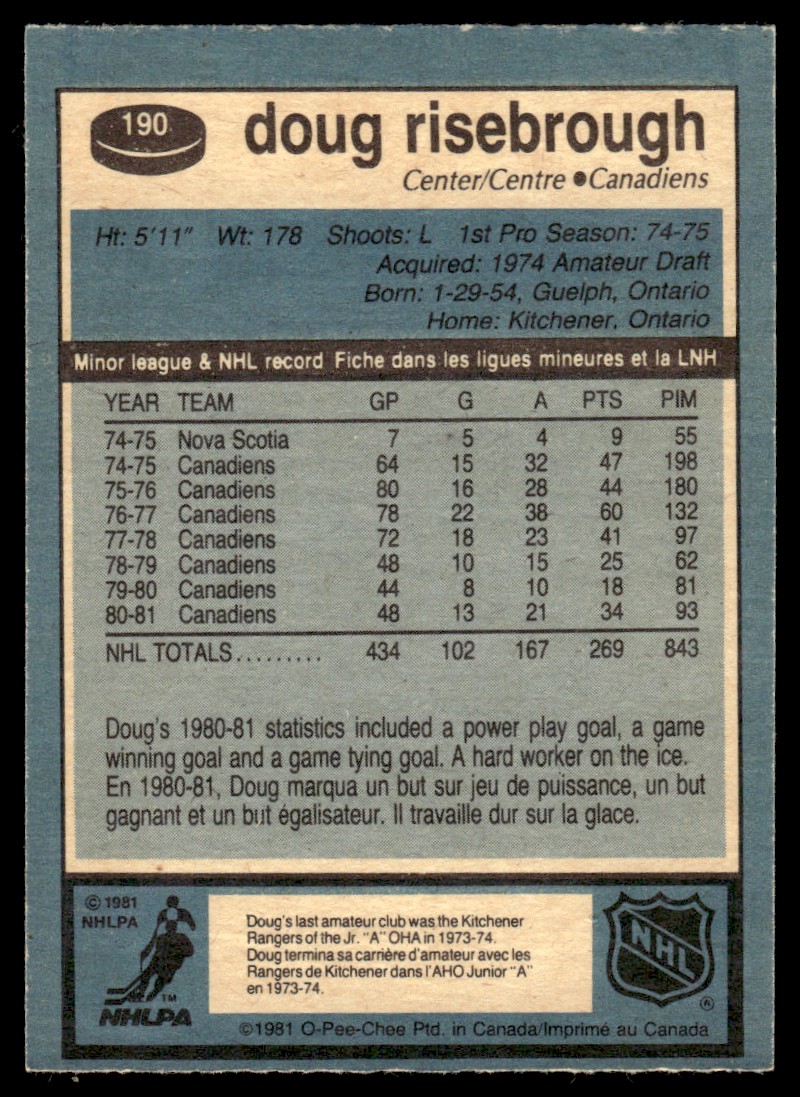 190
doug risebrough
Center/Centre ●Canadiens
Ht: 5'11" Wt: 178 Shoots: L 1st Pro Season: 74-75
Acquired: 1974 Amateur Draft
Born: 1-29-54, Guelph, Ontario
Home: Kitchener, Ontario
Minor league & NHL record Fiche dans les ligues mineures et la LNH
YEAR TEAM GP G A PTS PIM
74-75 Nova Scotia 7 5 4 9 55
74-75 Canadiens 64 15 32 47 198
75-76 Canadiens 80 16 28 44 180
76-77 Canadiens 78 22 38 60 132
77-78 Canadiens 72 18 23 41 97
78-79 Canadiens 48 10 15 25 62
79-80 Canadiens 44 8 10 18 81
80-81 Canadiens 48 13 21 34 93
NHL TOTALS......... 434 102 167 269 843
Doug's 1980-81 statistics included a power play goal, a game
winning goal and a game tying goal. A hard worker on the ice.
En 1980-81, Doug marqua un but sur jeu de puissance, un but
gagnant et un but égalisateur. Il travaille dur sur la glace.
© 1981
NHLPA
TM
NHLPA
Doug's last amateur club was the Kitchener
Rangers of the Jr. "A" OHA in 1973-74.
Doug termina sa carrière d'amateur avec les
Rangers de Kitchener dans l'AHO Junior "A"
en 1973-74.
NHL
®
©1981 O-Pee-Chee Ptd. in Canada/Imprimé au Canada